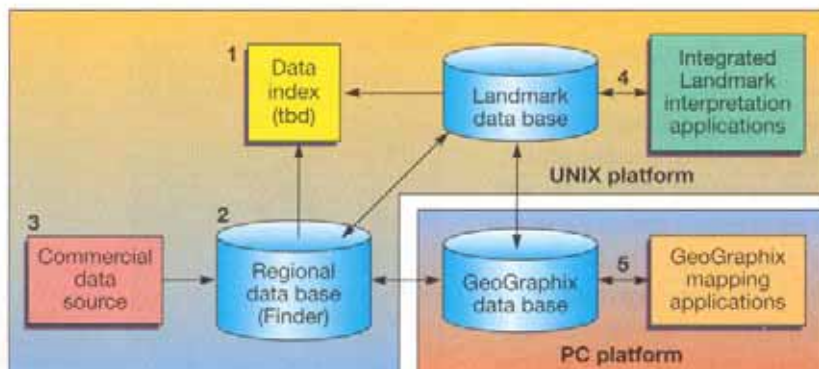 1
Data
index
(tbd)
Landmark
data base
4
Integrated
Landmark
interpretation
applications
UNIX platform
3
Commercial
data
source
2
Regional
data base
(Finder)
GeoGraphix
data base
5
GeoGraphix
mapping
applications
PC platform